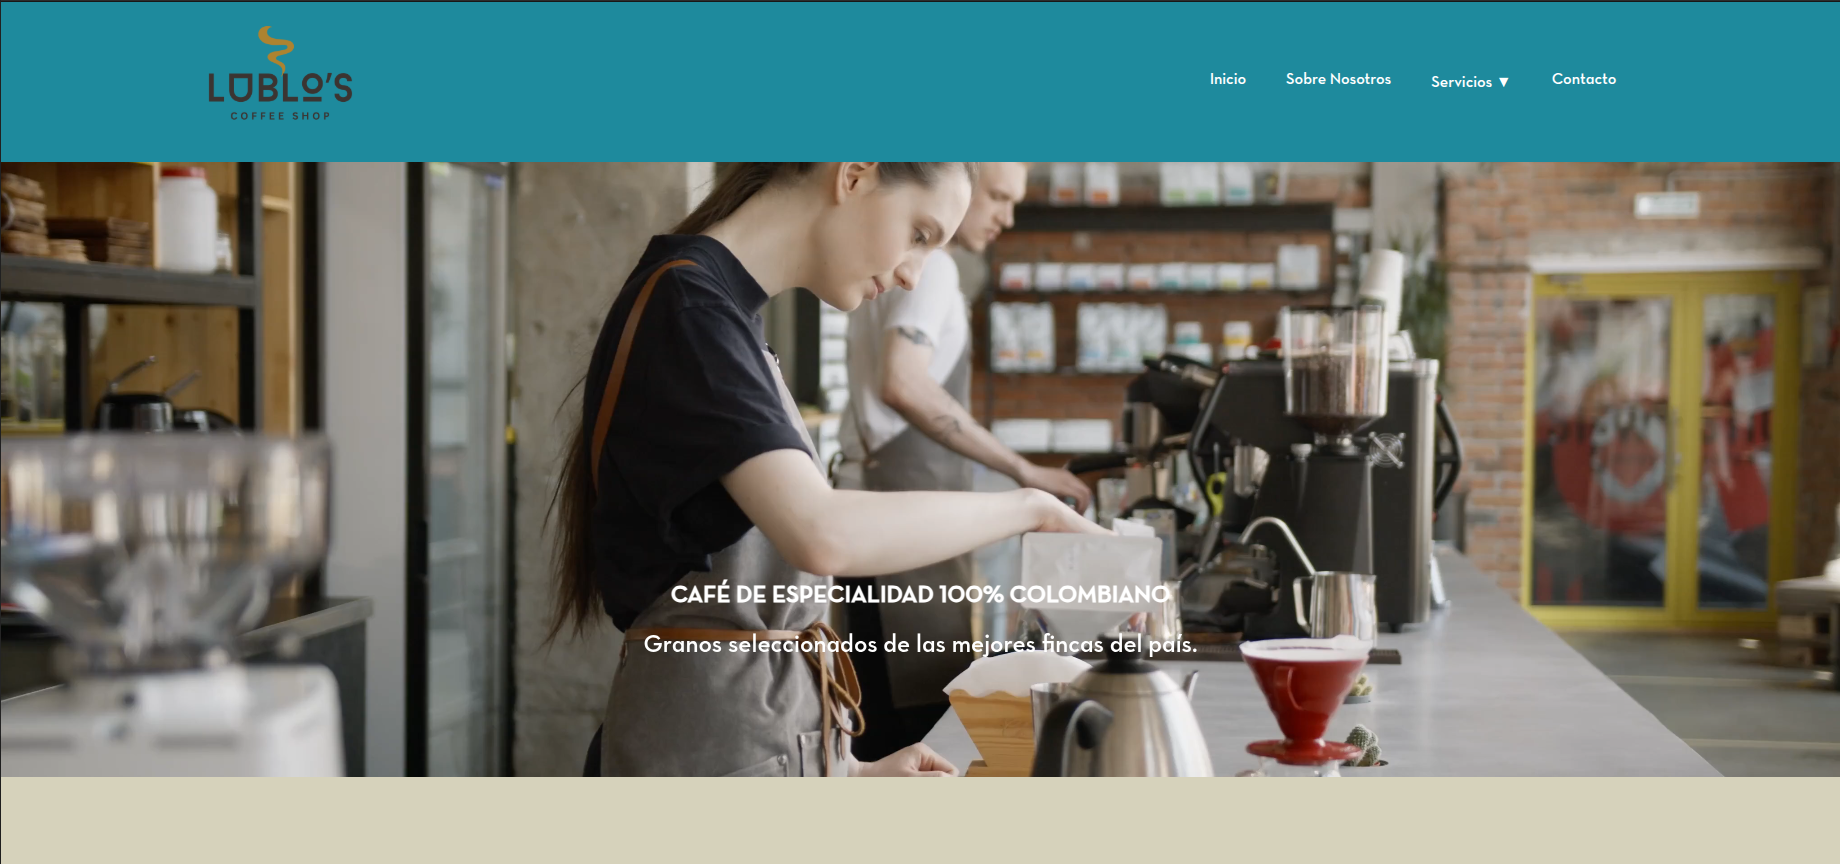 LUBLO'S
COFFEE SHOP
Inicio
Sobre Nosotros
Servicios ▼
Contacto
CAFÉ DE ESPECIALIDAD 100% COLOMBIANO
Granos seleccionados de las mejores fincas del país.